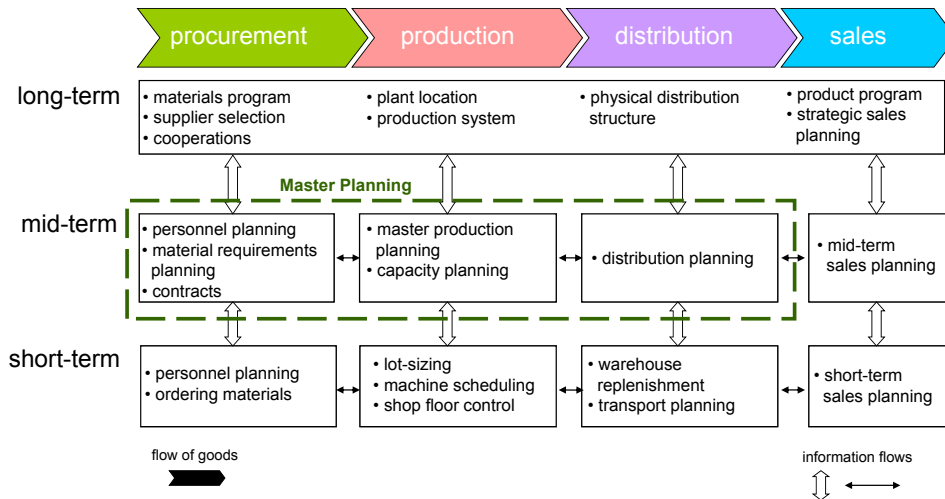 procurement
production
distribution
sales
long-term
• materials program
• supplier selection
• cooperations
• plant location
• production system
• physical distribution
structure
• product program
• strategic sales
planning
Master Planning
mid-term
• personnel planning
• material requirements
planning
• contracts
• master production
planning
• capacity planning
• distribution planning
• mid-term
sales planning
short-term
• personnel planning
• ordering materials
• lot-sizing
• machine scheduling
• shop floor control
• warehouse
replenishment
• transport planning
• short-term
sales planning
flow of goods
information flows